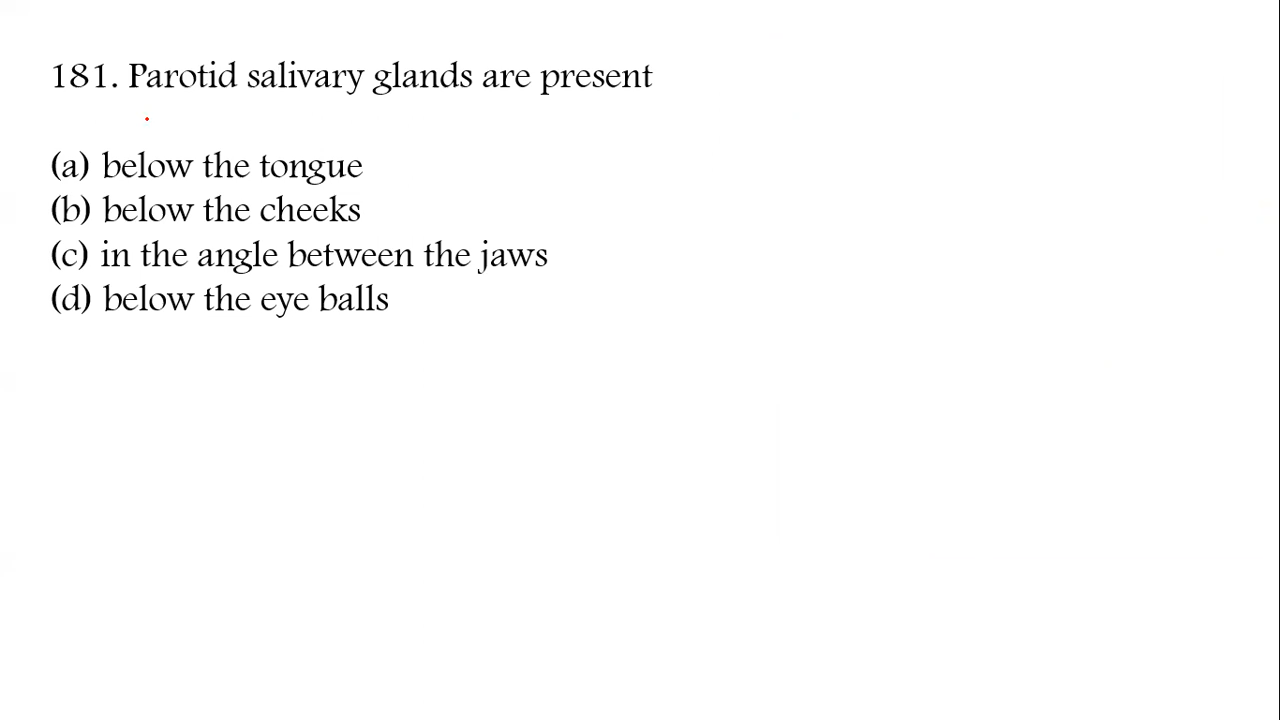 181. Parotid salivary glands are present
(a) below the tongue
(b) below the cheeks
(c) in the angle between the jaws
(d) below the eye balls